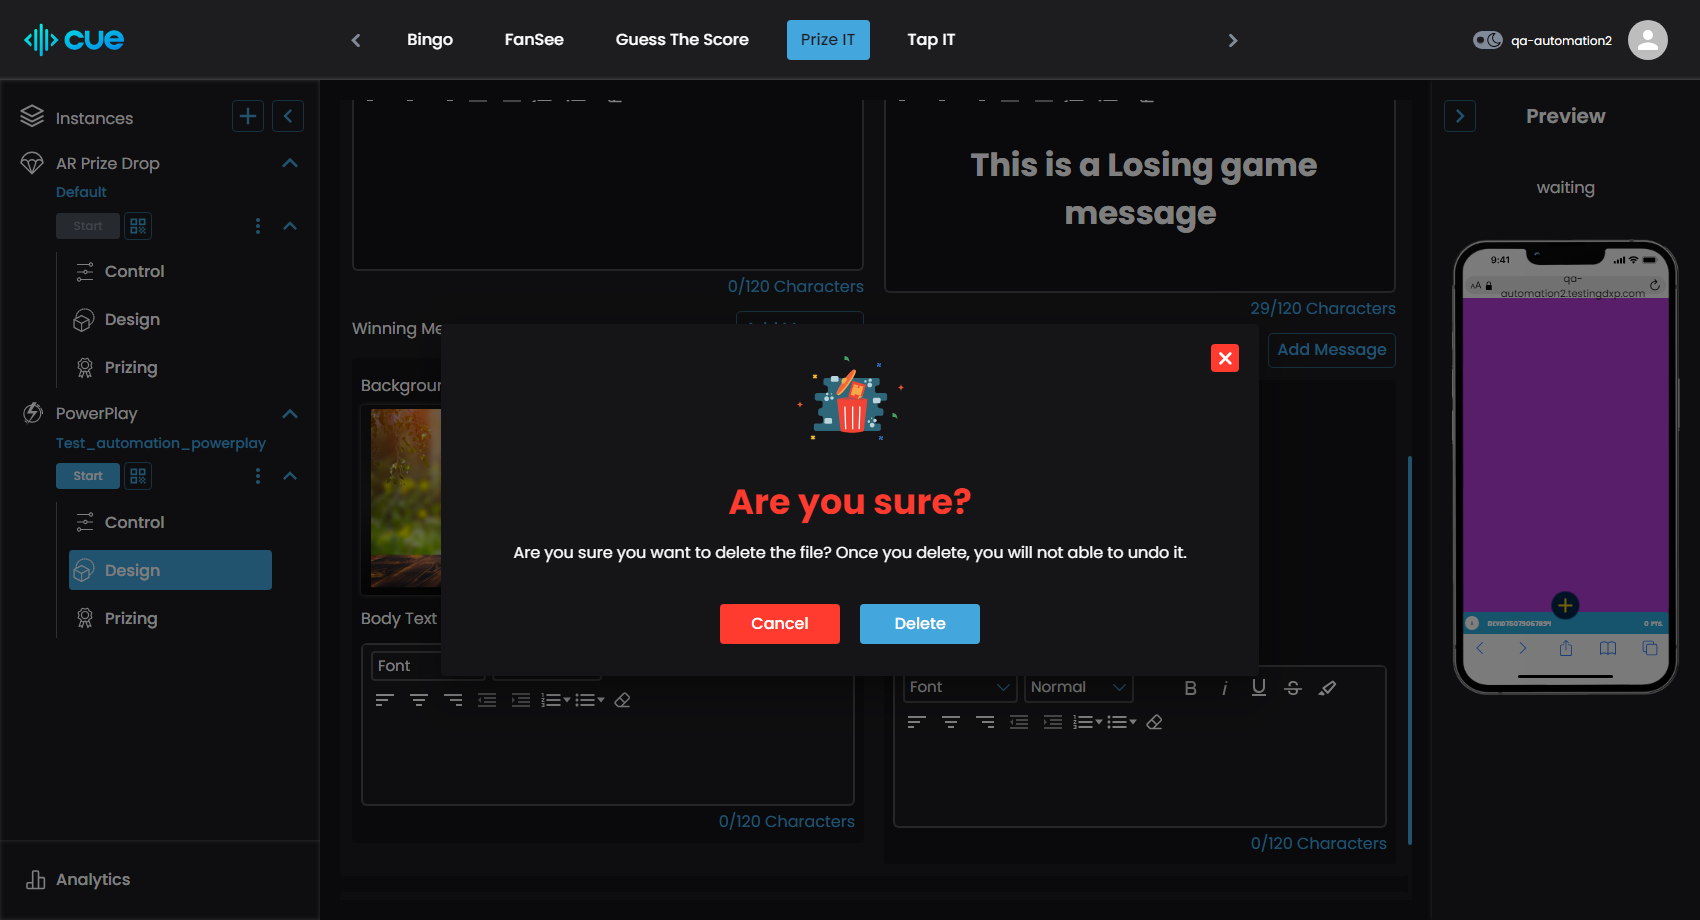 cue
Bingo
FanSee
Guess The Score
Prize IT
Tap IT
qa-automation2
Instances
AR Prize Drop
Default
Start
Control
Design
Prizing
PowerPlay
Test_automation_powerplay
Start
Control
Design
Prizing
Analytics
0/120 Characters
This is a Losing game
message
29/120 Characters
Winning Me
Add Message
Backgroun
Are you sure?
Are you sure you want to delete the file? Once you delete, you will not able to undo it.
Cancel
Delete
Body Text
Font
0/120 Characters
Font
Normal
B i U S
0/120 Characters
Preview
waiting
9:41
AA
qa-
automation2.testingdxp.com
0 PTS.